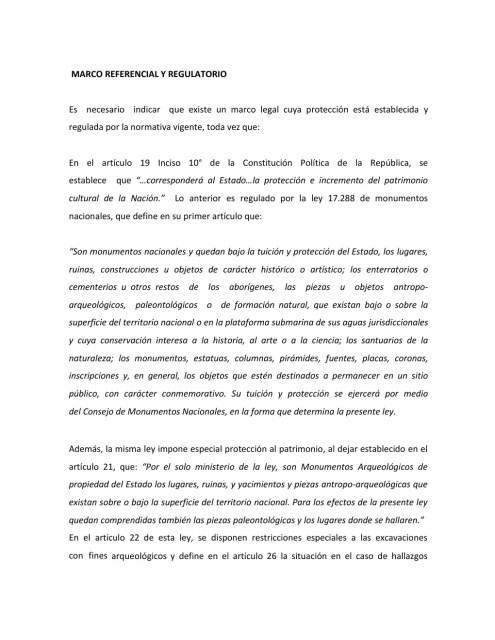 MARCO REFERENCIAL Y REGULATORIO
Es necesario indicar que existe un marco legal cuya protección está establecida y
regulada por la normativa vigente, toda vez que:
En el artículo 19 Inciso 10° de la Constitución Política de la República, se
establece que “…corresponderá al Estado…la protección e incremento del patrimonio
cultural de la Nación.” Lo anterior es regulado por la ley 17.288 de monumentos
nacionales, que define en su primer artículo que:
“Son monumentos nacionales y quedan bajo la tuición y protección del Estado, los lugares,
ruinas, construcciones u objetos de carácter histórico o artístico; los enterratorios o
cementerios u otros restos de los aborígenes, las piezas u objetos antropo-
arqueológicos, paleontológicos o de formación natural, que existan bajo o sobre la
superficie del territorio nacional o en la plataforma submarina de sus aguas jurisdiccionales
y cuya conservación interesa a la historia, al arte o a la ciencia; los santuarios de la
naturaleza; los monumentos, estatuas, columnas, pirámides, fuentes, placas, coronas,
inscripciones y, en general, los objetos que estén destinados a permanecer en un sitio
público, con carácter conmemorativo. Su tuición y protección se ejercerá por medio
del Consejo de Monumentos Nacionales, en la forma que determina la presente ley.
Además, la misma ley impone especial protección al patrimonio, al dejar establecido en el
artículo 21, que: “Por el solo ministerio de la ley, son Monumentos Arqueológicos de
propiedad del Estado los lugares, ruinas, y yacimientos y piezas antropo-arqueológicas que
existan sobre o bajo la superficie del territorio nacional. Para los efectos de la presente ley
quedan comprendidas también las piezas paleontológicas y los lugares donde se hallaren.”
En el artículo 22 de esta ley, se disponen restricciones especiales a las excavaciones
con fines arqueológicos y define en el artículo 26 la situación en el caso de hallazgos